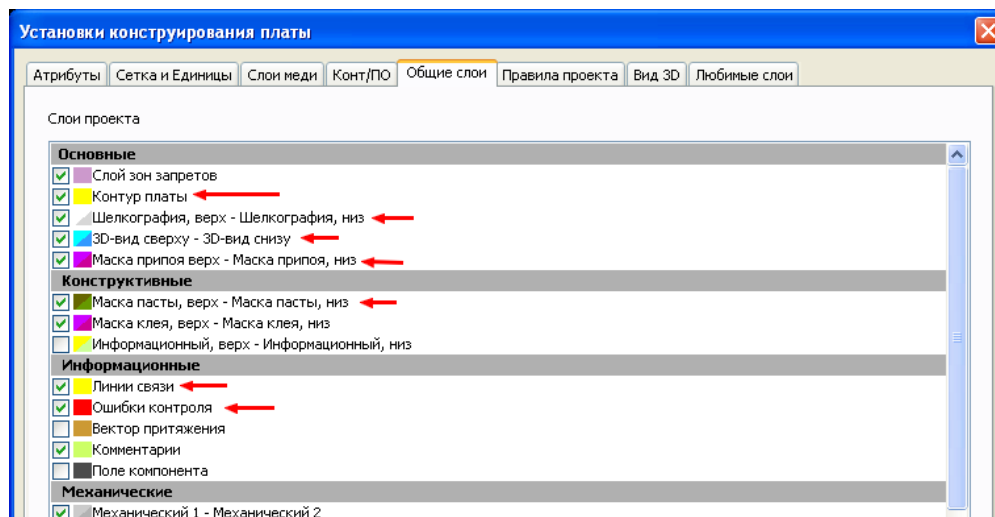 Установки конструирования платы
Атрибуты Сетка и Единицы Слои меди Конт/ПО Общие слои Правила проекта Вид 3D Любимые слои
Слои проекта
Основные
Слой зон запретов
Контур платы
Шелкография, верх - Шелкография, низ
3D-вид сверху - 3D-вид снизу
Маска припоя верх - Маска припоя, низ
Конструктивные
Маска пасты, верх - Маска пасты, низ
Маска клея, верх - Маска клея, низ
Информационный, верх - Информационный, низ
Информационные
Линии связи
Ошибки контроля
Вектор притяжения
Комментарии
Поле компонента
Механические
Механический 1 - Механический 2